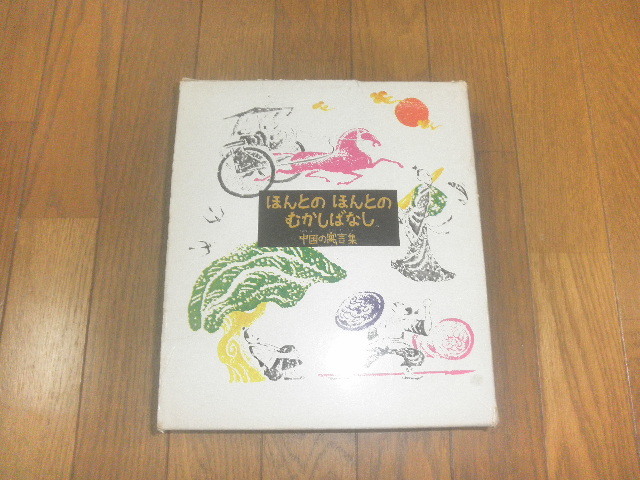 ほんとの ほんとの
むかしばなし
中国の寓言集